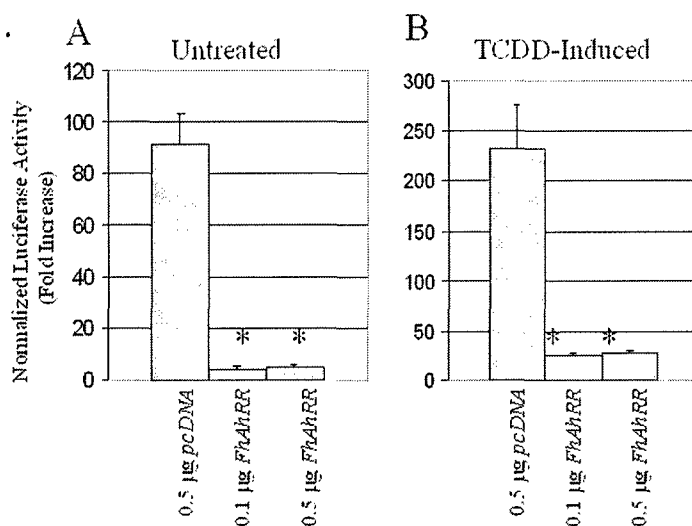 A
Untreated
120
100
80
60
40
20
0
Normalized Luciferase Activity
(Fold Increase)
*
*
0.5 µg pcDNA
0.1 µg FhAhRR
0.5 µg FhAhRR
B
TCDD-Induced
300
250
200
150
100
50
0
*
*
0.5 µg pcDNA
0.1 µg FhAhRR
0.5 µg FhAhRR